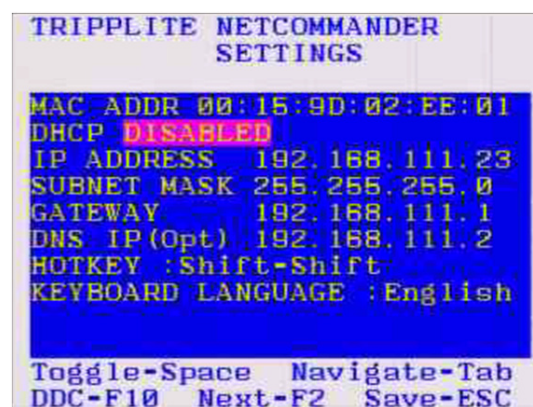 TRIPPLITE NETCOMMANDER
SETTINGS
MAC ADDR 00:15:9D:02:EE:01
DHCP DISABLED
IP ADDRESS 192.168.111.23
SUBNET MASK 255.255.255.0
GATEWAY 192.168.111.1
DNS IP(Opt) 192.168.111.2
HOTKEY :Shift-Shift
KEYBOARD LANGUAGE :English
Toggle-Space Navigate-Tab
DDC-F10 Next-F2 Save-ESC